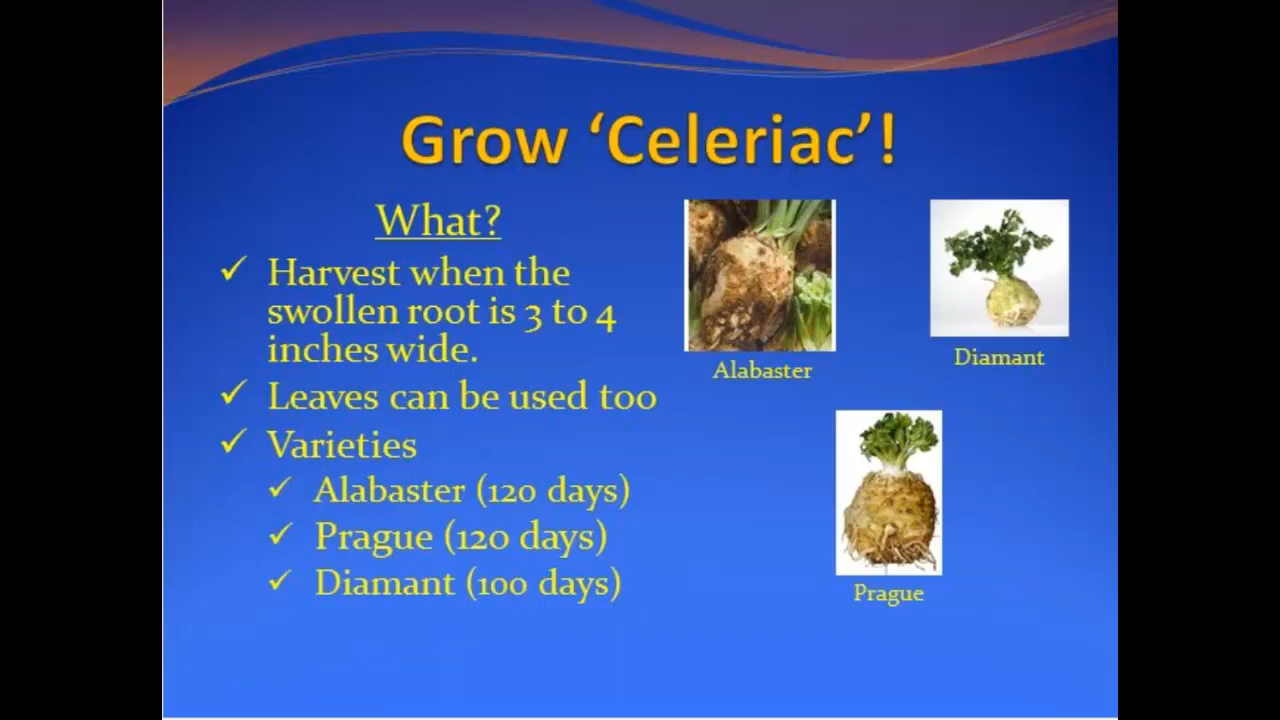 Grow ‘Celeriac’!
What?
Harvest when the
swollen root is 3 to 4
inches wide.
Leaves can be used too
Varieties
Alabaster (120 days)
Prague (120 days)
Diamant (100 days)
Alabaster
Diamant
Prague